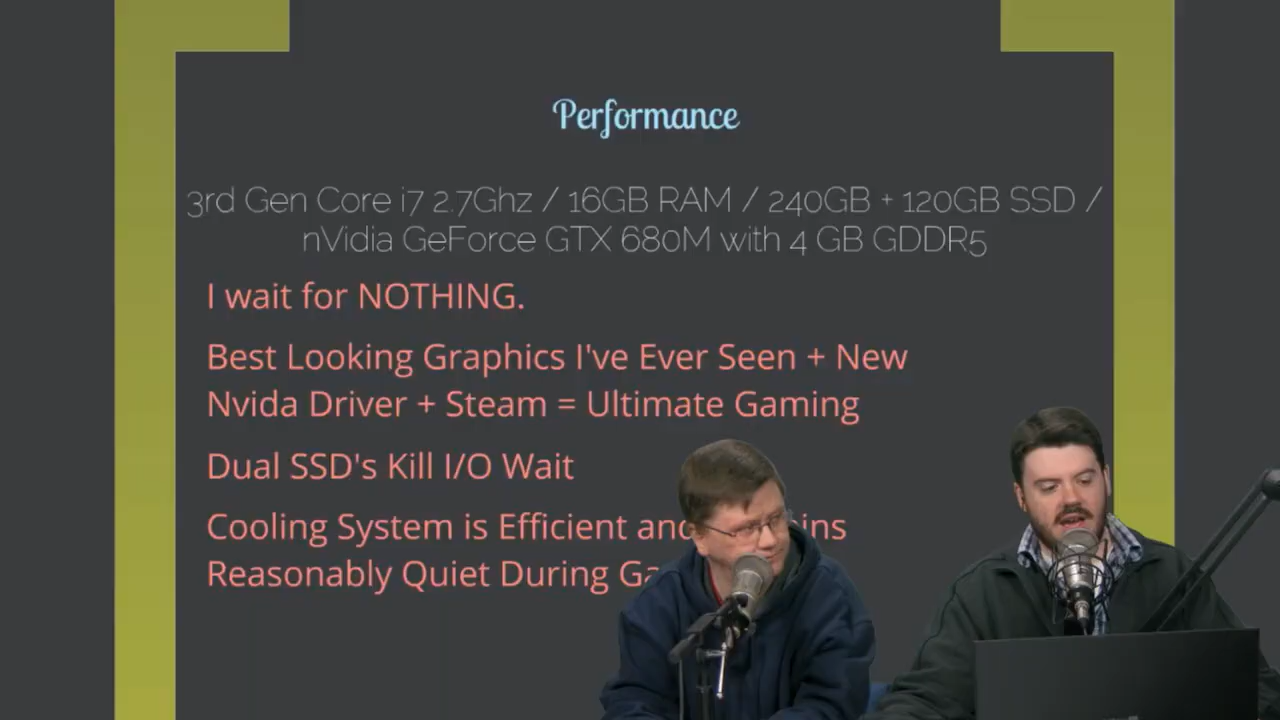 Performance
3rd Gen Core i7 2.7Ghz / 16GB RAM / 240GB + 120GB SSD /
nVidia GeForce GTX 680M with 4 GB GDDR5
I wait for NOTHING.
Best Looking Graphics I've Ever Seen + New
Nvida Driver + Steam = Ultimate Gaming
Dual SSD's Kill I/O Wait
Cooling System is Efficient and
Reasonably Quiet During